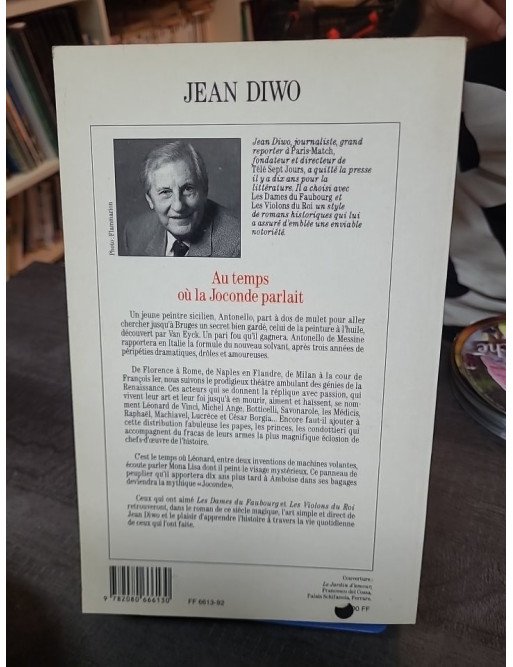 JEAN DIWO
Jean Diwo, journaliste, grand
reporter à Paris-Match,
fondateur et directeur de
Télé Sept Jours, a quitté la presse
il y a dix ans pour la
littérature. Il a choisi avec
Les Dames du Faubourg et
Les Violons du Roi un style
de romans historiques qui lui
a assuré d'emblée une enviable
notoriété.
Photo: Flammarion
Au temps
où la Joconde parlait
Un jeune peintre sicilien, Antonello, part à dos de mulet pour aller
chercher jusqu'à Bruges un secret bien gardé, celui de la peinture à l'huile,
découvert par Van Eyck. Un pari fou qu'il gagnera. Antonello de Messine
rapportera en Italie la formule du nouveau solvant, après trois années de
péripéties dramatiques, drôles et amoureuses.
De Florence à Rome, de Naples en Flandre, de Milan à la cour de
François Ier, nous suivons le prodigieux théâtre ambulant des génies de la
Renaissance. Ces acteurs qui se donnent la réplique avec passion, qui
vivent leur art et leur foi jusqu'à en mourir, aiment et haïssent, se nom-
ment Léonard de Vinci, Michel Ange, Botticelli, Savonarole, les Médicis,
Raphaël, Machiavel, Lucrèce et César Borgia... Encore faut-il ajouter à
cette distribution fabuleuse les papes, les princes, les condottieri qui
accompagnent du fracas de leurs armes la plus magnifique éclosion de
chefs-d'œuvre de l'histoire.
C'est le temps où Léonard, entre deux inventions de machines volantes,
écoute parler Mona Lisa dont il peint le visage mystérieux. Ce panneau de
peuplier qu'il apportera dix ans plus tard à Amboise dans ses bagages
deviendra la mythique «Joconde».
Ceux qui ont aimé Les Dames du Faubourg et Les Violons du Roi
retrouveront, dans le roman de ce siècle magique, l'art simple et direct de
Jean Diwo et le plaisir d'apprendre l'histoire à travers la vie quotidienne
de ceux qui l'ont faite.
Couverture :
Le Jardin d'amour,
Francesco del Cossa,
Palais Schifanoia, Ferrare.
9 782080 666130
FF 6613-92
00 FF